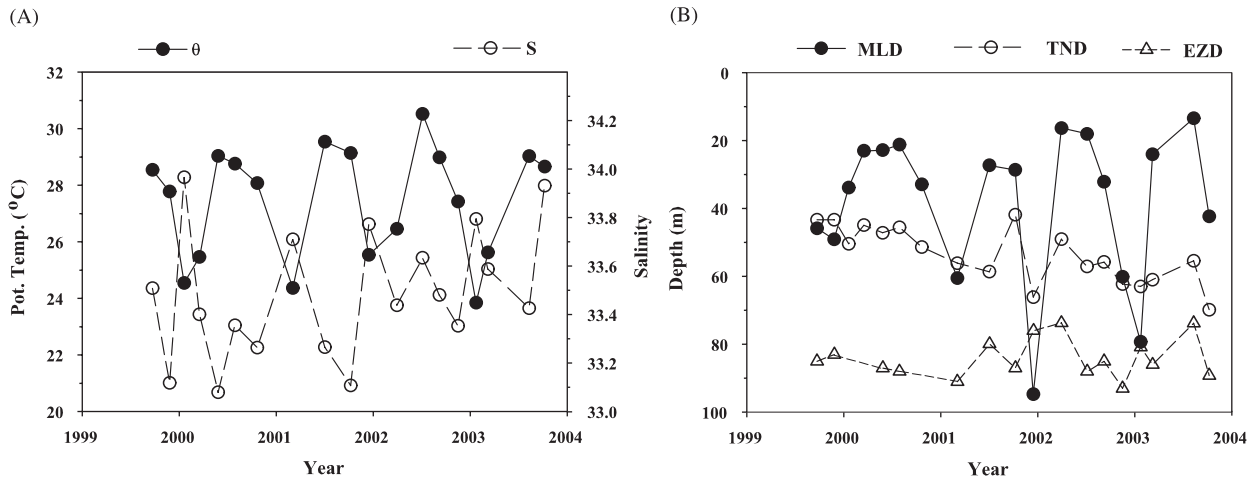 (A)
θ
S
32
30
28
26
24
22
20
Pot. Temp. (⁰C)
34.2
34.0
33.8
33.6
33.4
33.2
33.0
Salinity
1999 2000 2001 2002 2003 2004
Year
(B)
MLD
TND
EZD
0
20
40
60
80
100
Depth (m)
1999 2000 2001 2002 2003 2004
Year